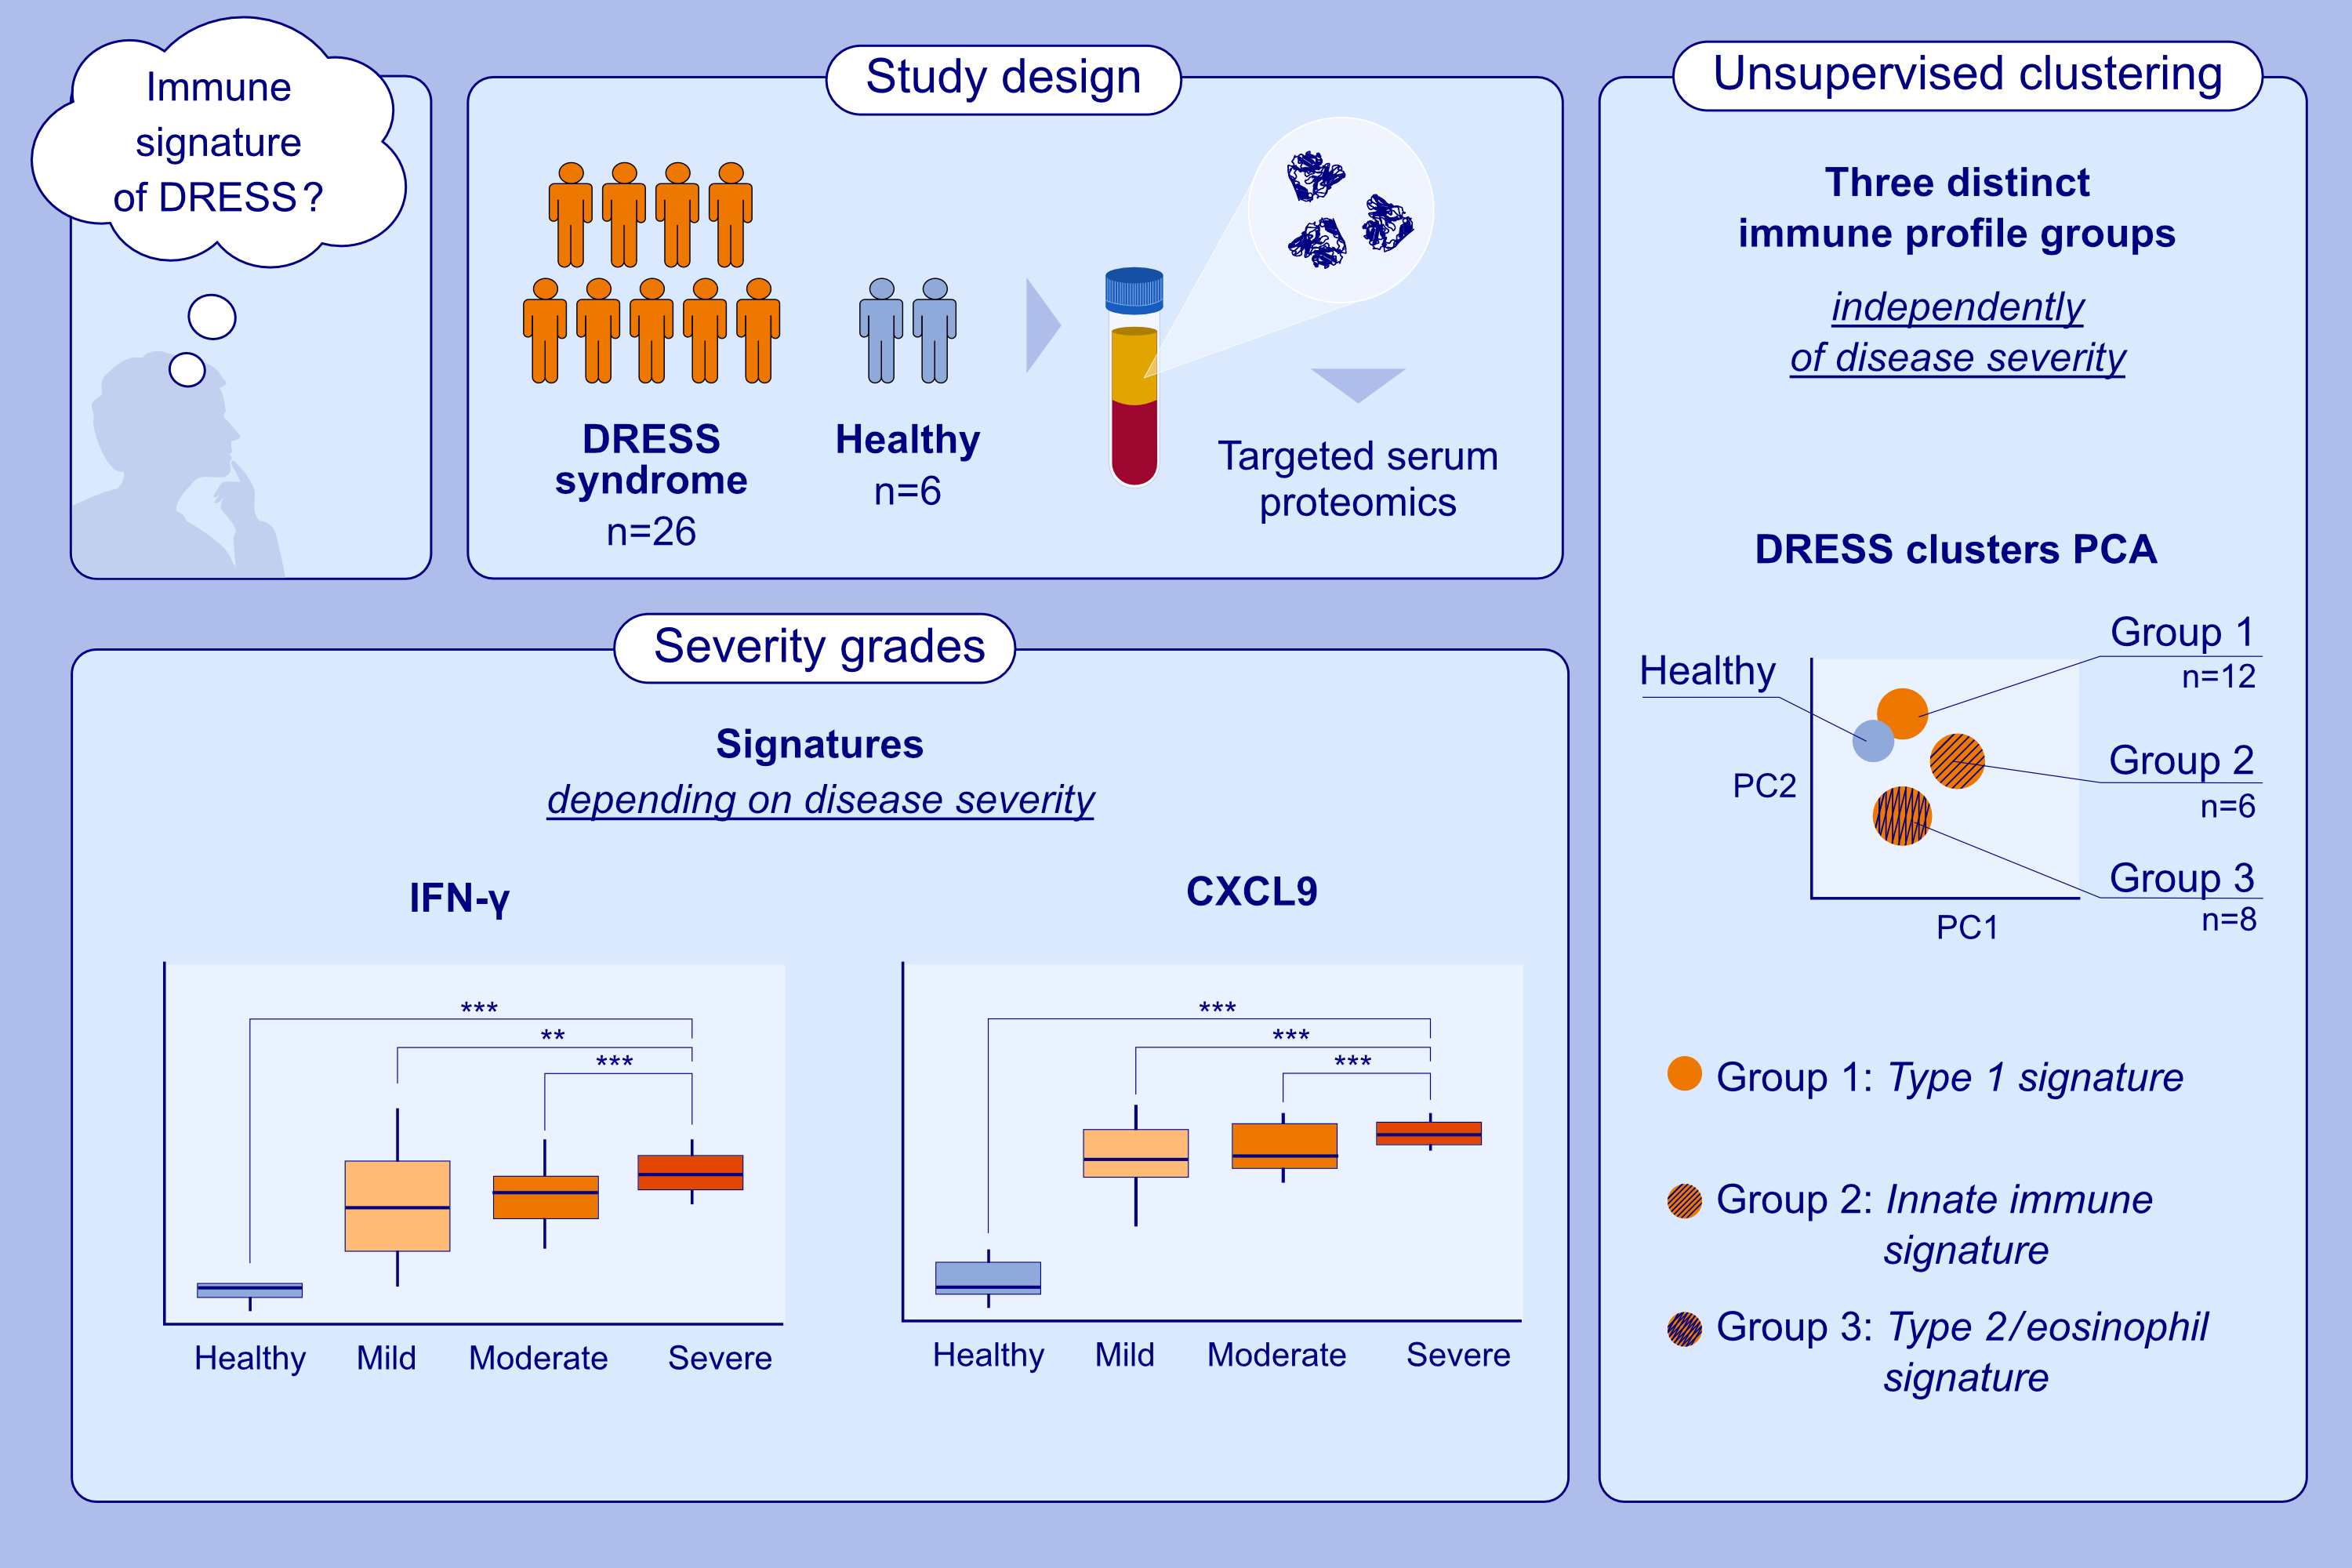 Immune
signature
of DRESS?
Study design
DRESS
syndrome
n=26
Healthy
n=6
Targeted serum
proteomics
Severity grades
Signatures
depending on disease severity
IFN-γ
***
**
***
Healthy Mild Moderate Severe
CXCL9
***
***
***
Healthy Mild Moderate Severe
Unsupervised clustering
Three distinct
immune profile groups
independently
of disease severity
DRESS clusters PCA
Healthy
Group 1
n=12
Group 2
n=6
Group 3
n=8
PC2
PC1
Group 1: Type 1 signature
Group 2: Innate immune
signature
Group 3: Type 2/eosinophil
signature